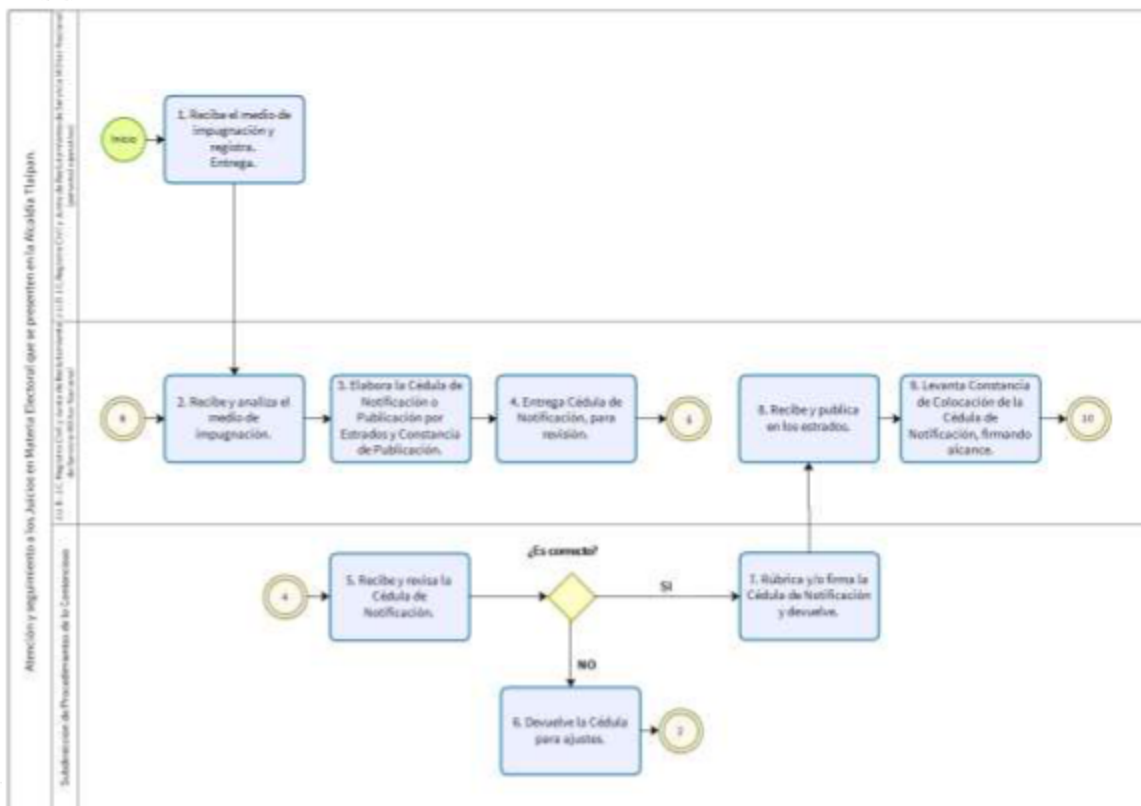 Atención y seguimiento a los Juicios en Materia Electoral que se presenten en la Alcaldía Tlalpan
Inicio
1. Recibe el medio de
impugnación y
registra.
Entrega.
2. Recibe y analiza el
medio de
impugnación.
3. Elabora la Cédula de
Notificación o
Publicación por
Estrados y Constancia
de Publicación.
4. Entrega Cédula de
Notificación, para
revisión.
8. Recibe y publica
en los estrados.
9. Levanta Constancia
de Colocación de la
Cédula de
Notificación, firmando
alcance.
10
Subdirección de Procedimientos de lo Contencioso
4
5. Recibe y revisa la
Cédula de
Notificación.
¿Es correcto?
SI
7. Rúbrica y/o firma la
Cédula de Notificación
y devuelve.
NO
6. Devuelve la Cédula
para ajustes.
2